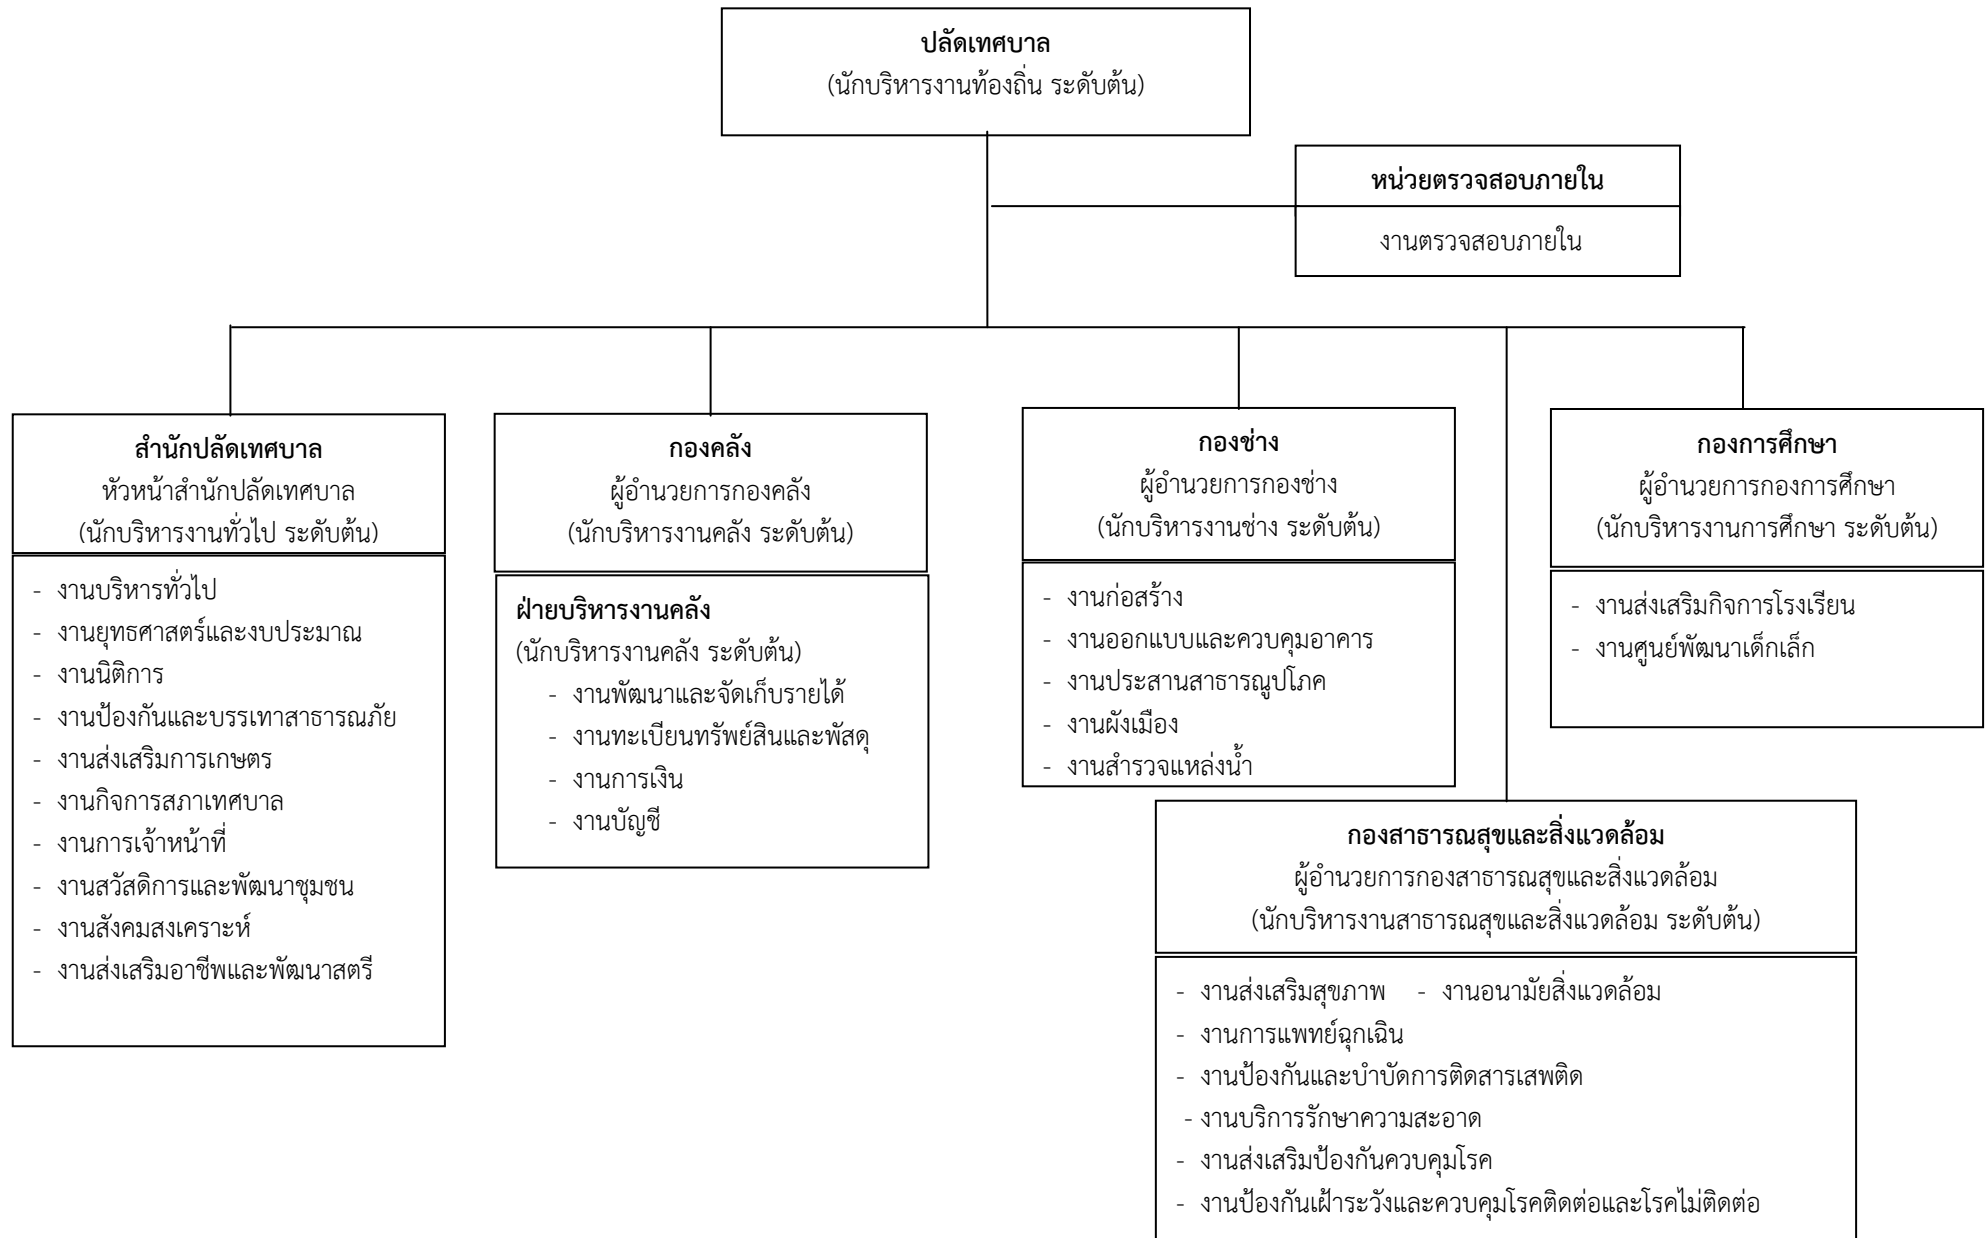 ปลัดเทศบาล
(นักบริหารงานท้องถิ่น ระดับต้น)
หน่วยตรวจสอบภายใน
งานตรวจสอบภายใน
สำนักปลัดเทศบาล
หัวหน้าสำนักปลัดเทศบาล
(นักบริหารงานทั่วไป ระดับต้น)
- งานบริหารทั่วไป
- งานยุทธศาสตร์และงบประมาณ
- งานนิติการ
- งานป้องกันและบรรเทาสาธารณภัย
- งานส่งเสริมการเกษตร
- งานกิจการสภาเทศบาล
- งานการเจ้าหน้าที่
- งานสวัสดิการและพัฒนาชุมชน
- งานสังคมสงเคราะห์
- งานส่งเสริมอาชีพและพัฒนาสตรี
กองคลัง
ผู้อำนวยการกองคลัง
(นักบริหารงานคลัง ระดับต้น)
ฝ่ายบริหารงานคลัง
(นักบริหารงานคลัง ระดับต้น)
- งานพัฒนาและจัดเก็บรายได้
- งานทะเบียนทรัพย์สินและพัสดุ
- งานการเงิน
- งานบัญชี
กองช่าง
ผู้อำนวยการกองช่าง
(นักบริหารงานช่าง ระดับต้น)
- งานก่อสร้าง
- งานออกแบบและควบคุมอาคาร
- งานประสานสาธารณูปโภค
- งานผังเมือง
- งานสำรวจแหล่งน้ำ
กองการศึกษา
ผู้อำนวยการกองการศึกษา
(นักบริหารงานการศึกษา ระดับต้น)
- งานส่งเสริมกิจการโรงเรียน
- งานศูนย์พัฒนาเด็กเล็ก
กองสาธารณสุขและสิ่งแวดล้อม
ผู้อำนวยการกองสาธารณสุขและสิ่งแวดล้อม
(นักบริหารงานสาธารณสุขและสิ่งแวดล้อม ระดับต้น)
- งานส่งเสริมสุขภาพ - งานอนามัยสิ่งแวดล้อม
- งานการแพทย์ฉุกเฉิน
- งานป้องกันและบำบัดการติดสารเสพติด
- งานบริการรักษาความสะอาด
- งานส่งเสริมป้องกันควบคุมโรค
- งานป้องกันเฝ้าระวังและควบคุมโรคติดต่อและโรคไม่ติดต่อ